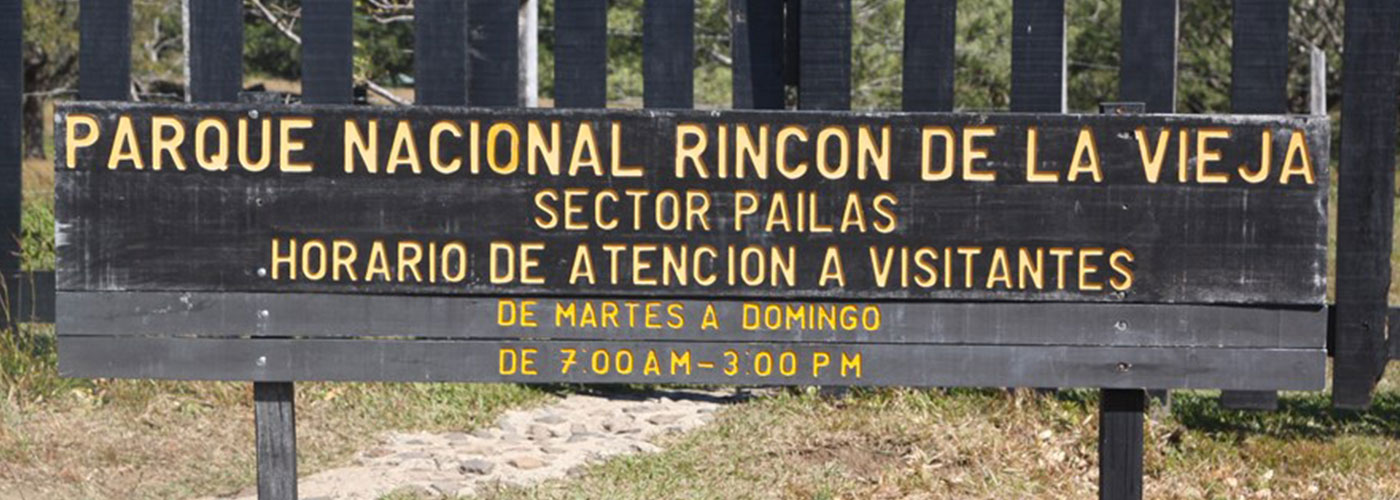 PARQUE NACIONAL RINCON DE LA VIEJA
SECTOR PAILAS
HORARIO DE ATENCION A VISITANTES
DE MARTES A DOMINGO
DE 7:00 AM - 3:00 PM